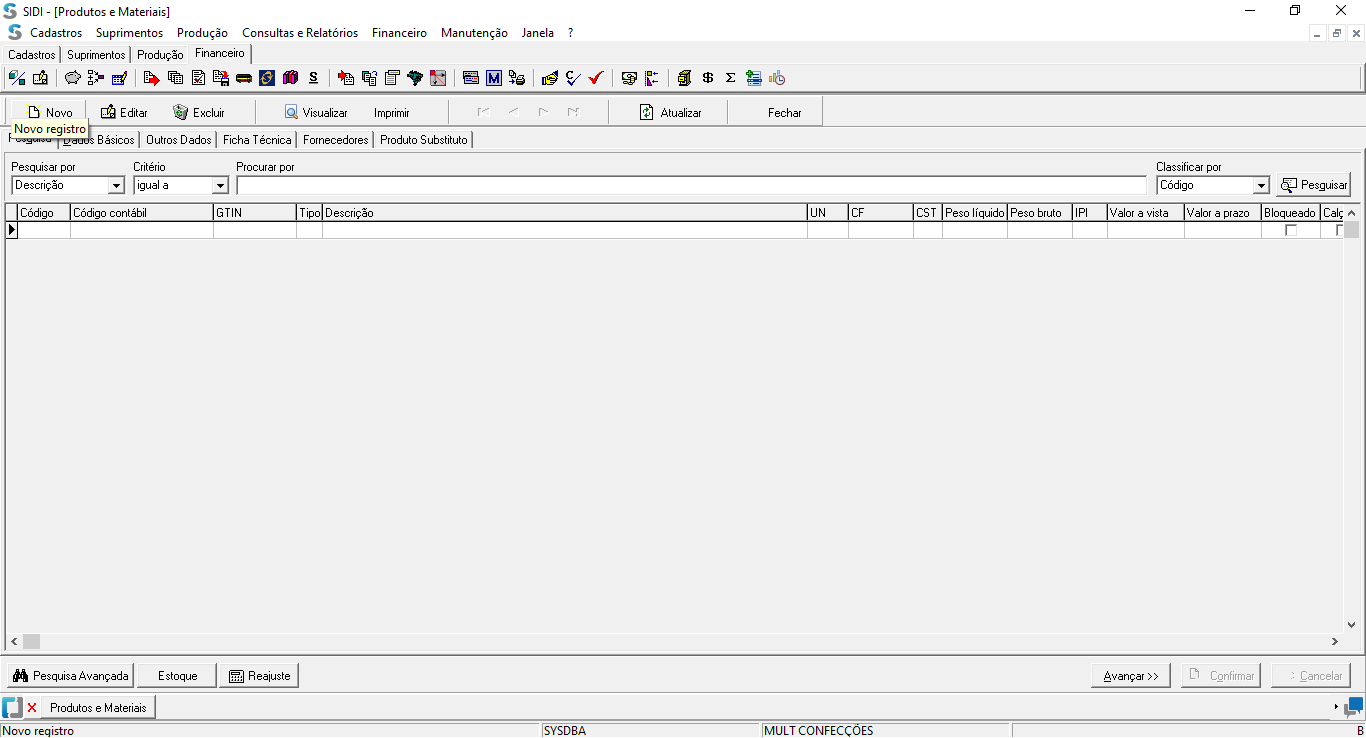 SIDI - [Produtos e Materiais]
Cadastros Suprimentos Produção Consultas e Relatórios Financeiro Manutenção Janela ?
Cadastros Suprimentos Produção Financeiro
Novo Editar Excluir Visualizar Imprimir Atualizar Fechar
Novo registro
Pesquisa Dados Básicos Outros Dados Ficha Técnica Fornecedores Produto Substituto
Pesquisar por Critério Procurar por Classificar por
Descrição igual a Código Pesquisar
Código Código contábil GTIN Tipo Descrição UN CF CST Peso líquido Peso bruto IPI Valor a vista Valor a prazo Bloqueado Calç
Pesquisa Avançada Estoque Reajuste Avançar >> Confirmar Cancelar
Produtos e Materiais
Novo registro SYSDBA MULT CONFECÇÕES B